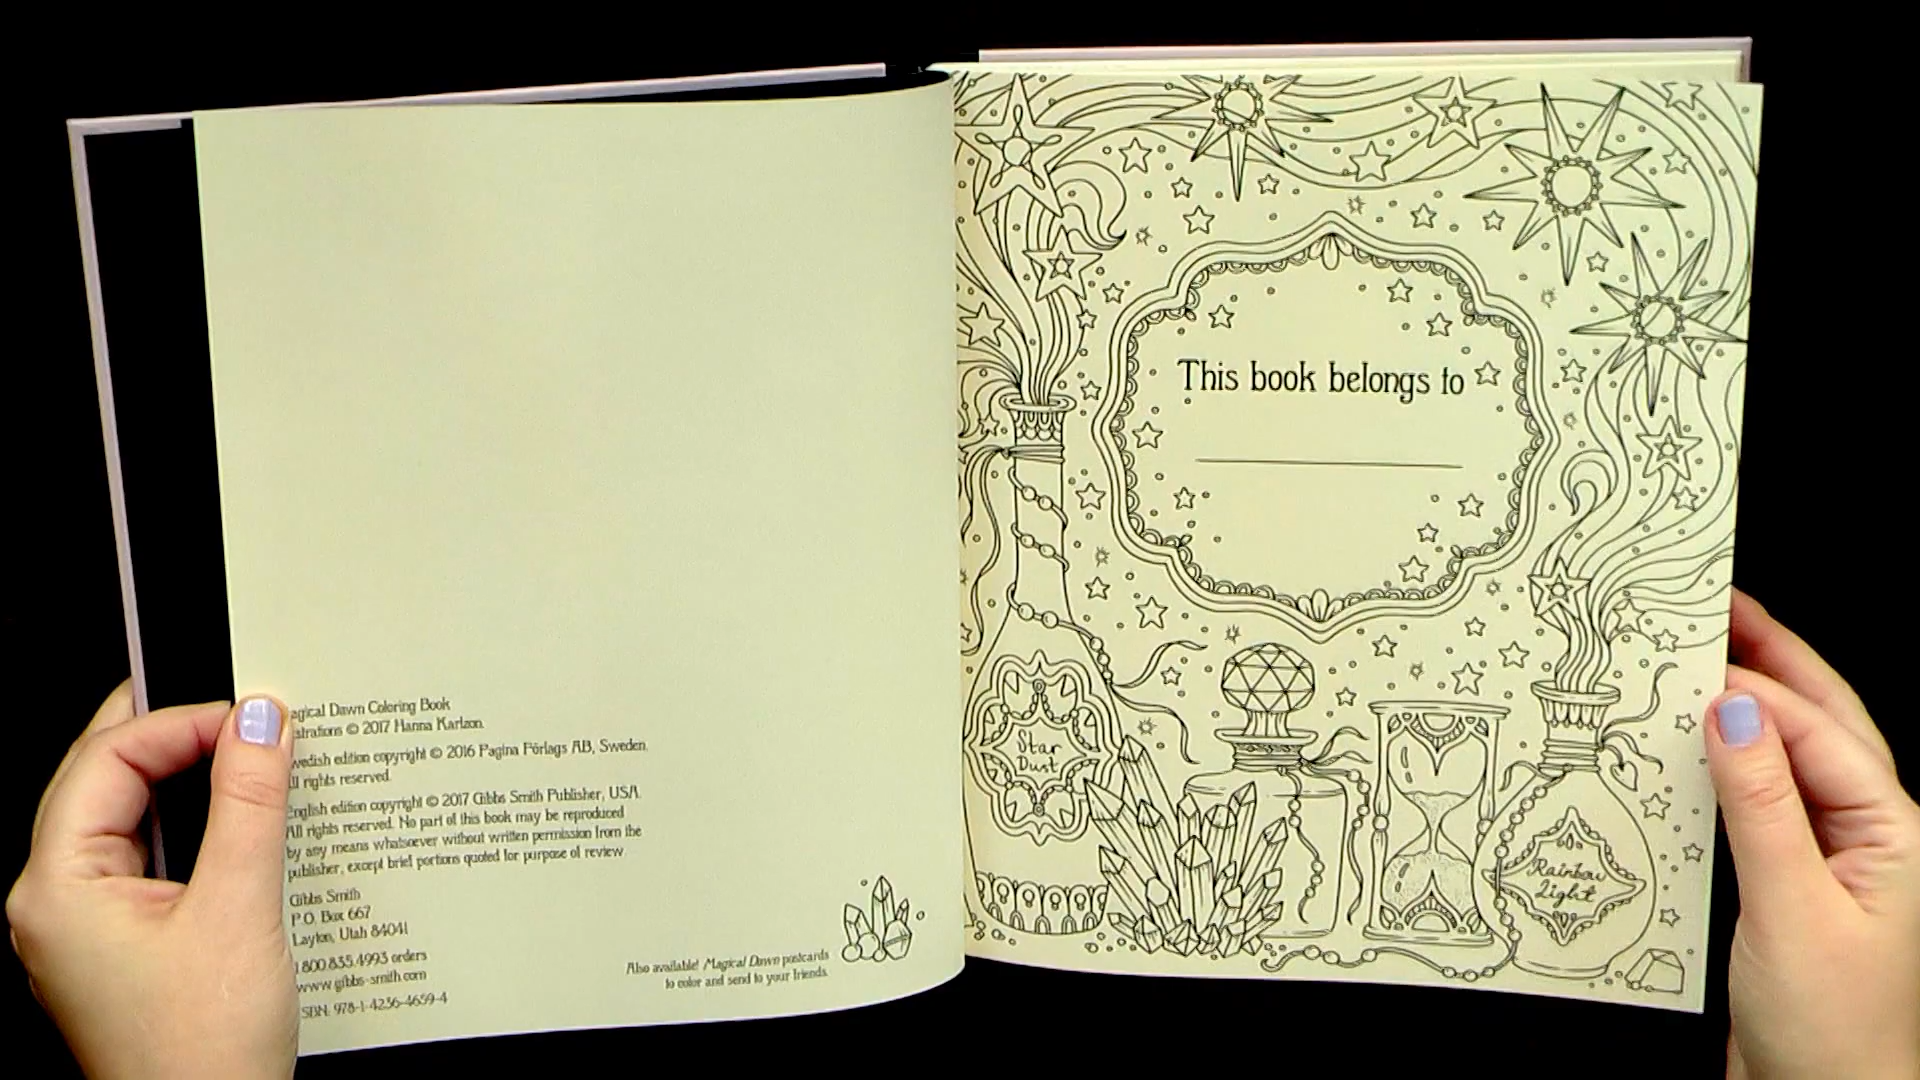 agical Dawn Coloring Book
strations © 2017 Hanna Karlzon.
wedish edition copyright © 2016 Pagina Förlags AB, Sweden.
ll rights reserved.
English edition copyright © 2017 Gibbs Smith Publisher, USA.
All rights reserved. No part of this book may be reproduced
by any means whatsoever without written permission from the
publisher, except brief portions quoted for purpose of review.
Gibbs Smith
P.O. Box 667
Layton, Utah 84041
1 800.835.4993 orders
www.gibbs-smith.com
ISBN: 978-1-4236-4659-4
Also available! Magical Dawn postcards
to color and send to your friends.
This book belongs to
Star
Dust
Rainbow
Light